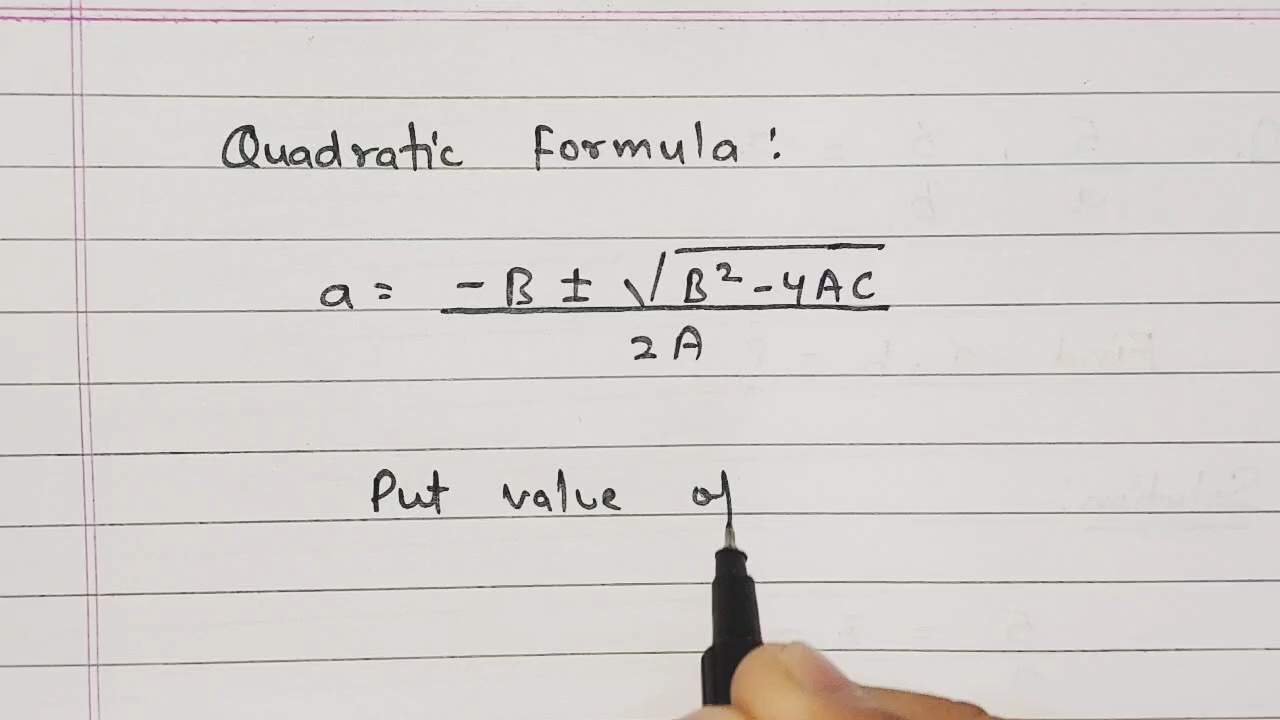 Quadratic Formula:
a = -B ± √B² - 4AC
2A
Put value of